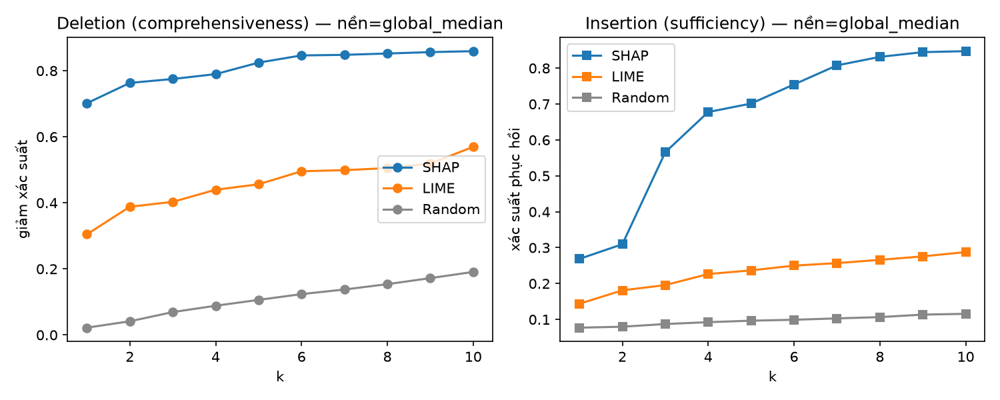 Deletion (comprehensiveness) — nền=global_median
giảm xác suất
0.8
0.6
0.4
0.2
0.0
SHAP
LIME
Random
2 4 6 8 10
k
Insertion (sufficiency) — nền=global_median
xác suất phục hồi
0.8
0.7
0.6
0.5
0.4
0.3
0.2
0.1
SHAP
LIME
Random
2 4 6 8 10
k